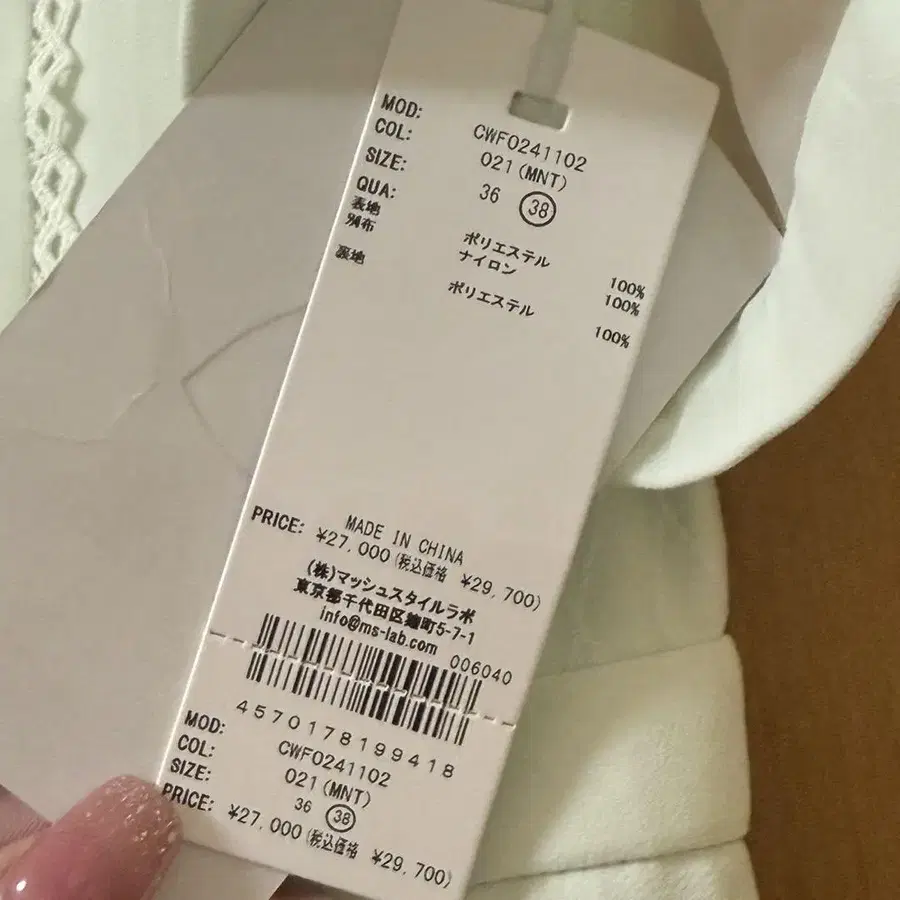 MOD: CWFO241102
COL: 021(MNT)
SIZE: 36 38
QUA:
表地 ポリエステル 100%
別布 ナイロン 100%
裏地 ポリエステル 100%
MADE IN CHINA
PRICE: ¥27,000(税込価格 ¥29,700)
(株)マッシュスタイルラボ
東京都千代田区麹町5-7-1
info@ms-lab.com
006040
4570178199418
MOD: CWFO241102
COL: 021(MNT)
SIZE: 36 38
PRICE: ¥27,000(税込価格 ¥29,700)